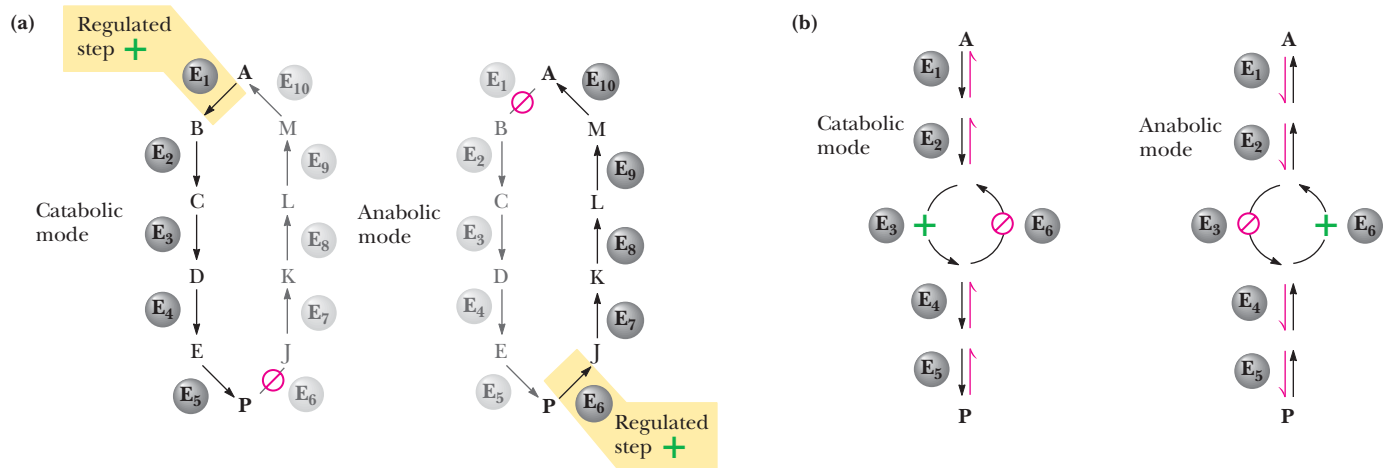 (a)
Regulated
step +
E1
A
E10
B
M
E2
E9
C
L
Catabolic
mode
E3
E8
D
K
E4
E7
E
J
E5
P
E6
E1
A
E10
B
M
E2
E9
C
L
Anabolic
mode
E3
E8
D
K
E4
E7
E
J
E5
P
E6
Regulated
step +
(b)
A
E1
Catabolic
mode
E2
E3
+
E6
E4
E5
P
A
E1
Anabolic
mode
E2
E3
+
E6
E4
E5
P